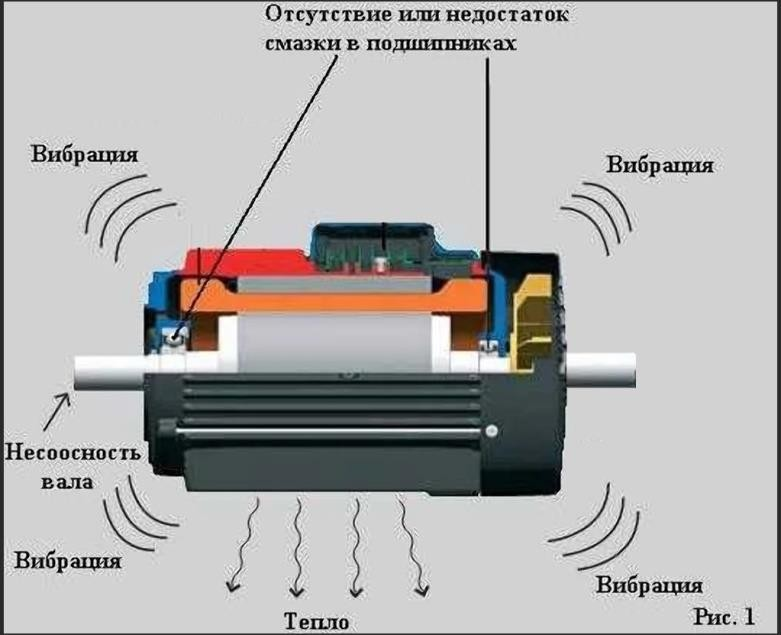 Отсутствие или недостаток
смазки в подшипниках
Вибрация
Вибрация
Несоосность
вала
Вибрация
Вибрация
Тепло
Рис. 1